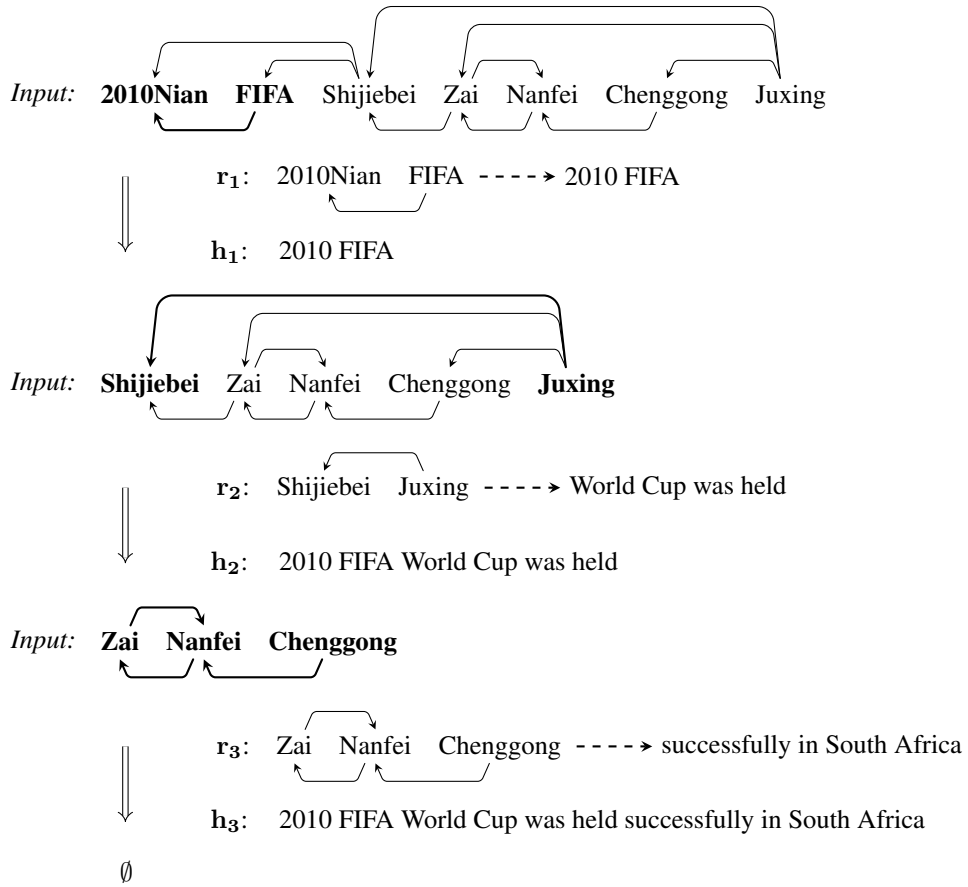 Input: 2010Nian FIFA Shijiebei Zai Nanfei Chenggong Juxing
r1: 2010Nian FIFA 2010 FIFA
h1: 2010 FIFA
Input: Shijiebei Zai Nanfei Chenggong Juxing
r2: Shijiebei Juxing World Cup was held
h2: 2010 FIFA World Cup was held
Input: Zai Nanfei Chenggong
r3: Zai Nanfei Chenggong successfully in South Africa
h3: 2010 FIFA World Cup was held successfully in South Africa
∅